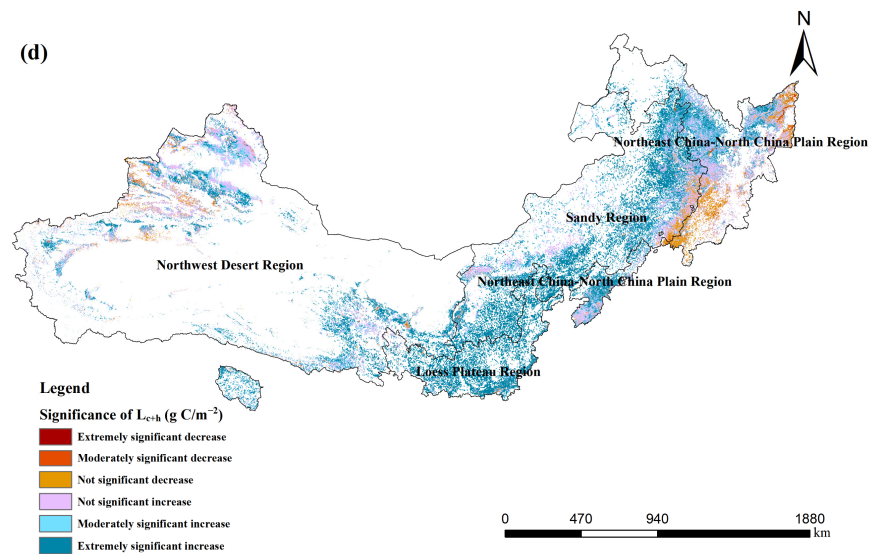 (d)
N
Northeast China-North China Plain Region
Sandy Region
Northwest Desert Region
Northeast China-North China Plain Region
Loess Plateau Region
Legend
Significance of Lc+h (g C/m−2)
Extremely significant decrease
Moderately significant decrease
Not significant decrease
Not significant increase
Moderately significant increase
Extremely significant increase
0 470 940 1880
km